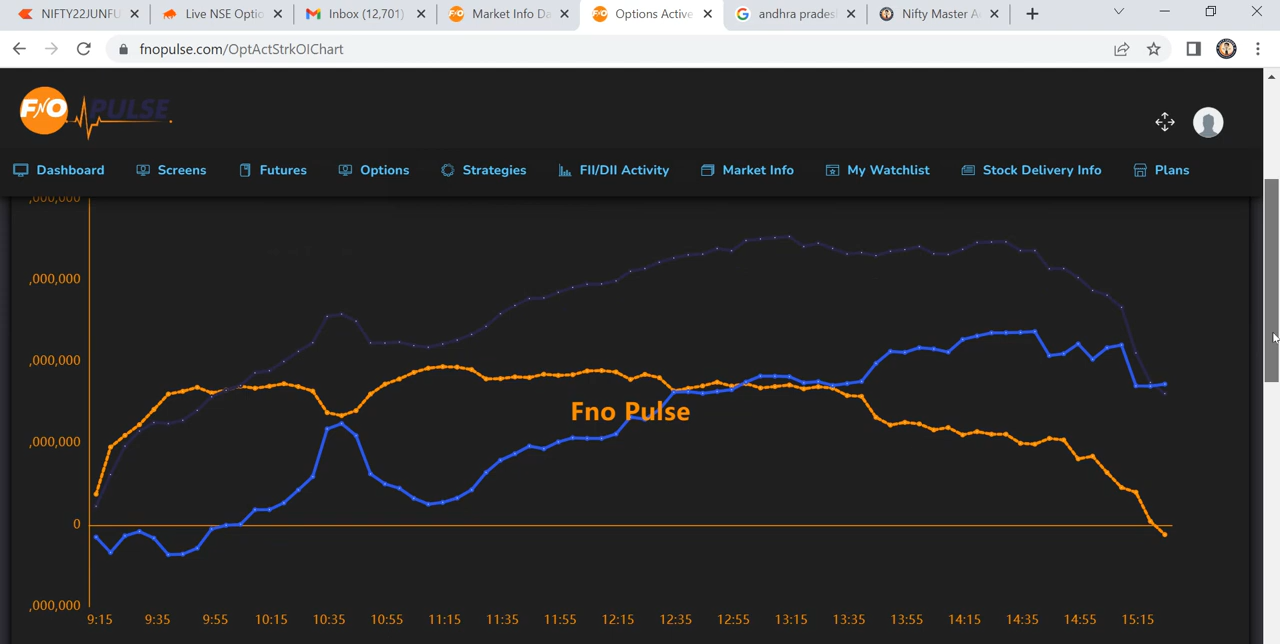 NIFTY22JUNFU
Live NSE Optio
Inbox (12,701)
Market Info Da
Options Active
andhra prades
Nifty Master A
fnopulse.com/OptActStrkOIChart
FNO PULSE
Dashboard
Screens
Futures
Options
Strategies
FII/DII Activity
Market Info
My Watchlist
Stock Delivery Info
Plans
,000,000
,000,000
,000,000
Fno Pulse
,000,000
0
,000,000
9:15 9:35 9:55 10:15 10:35 10:55 11:15 11:35 11:55 12:15 12:35 12:55 13:15 13:35 13:55 14:15 14:35 14:55 15:15